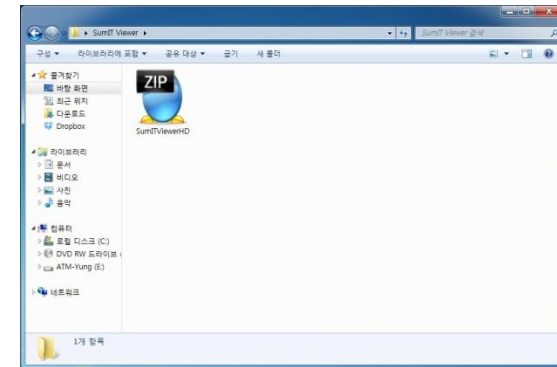 SumIT Viewer
SumIT Viewer 검색
구성
라이브러리에 포함
공유 대상
굽기
새 폴더
즐겨찾기
바탕 화면
최근 위치
다운로드
Dropbox
라이브러리
문서
비디오
사진
음악
컴퓨터
로컬 디스크 (C:)
DVD RW 드라이브
ATM-Yung (E:)
네트워크
ZIP
SumITViewerHD
1개 항목